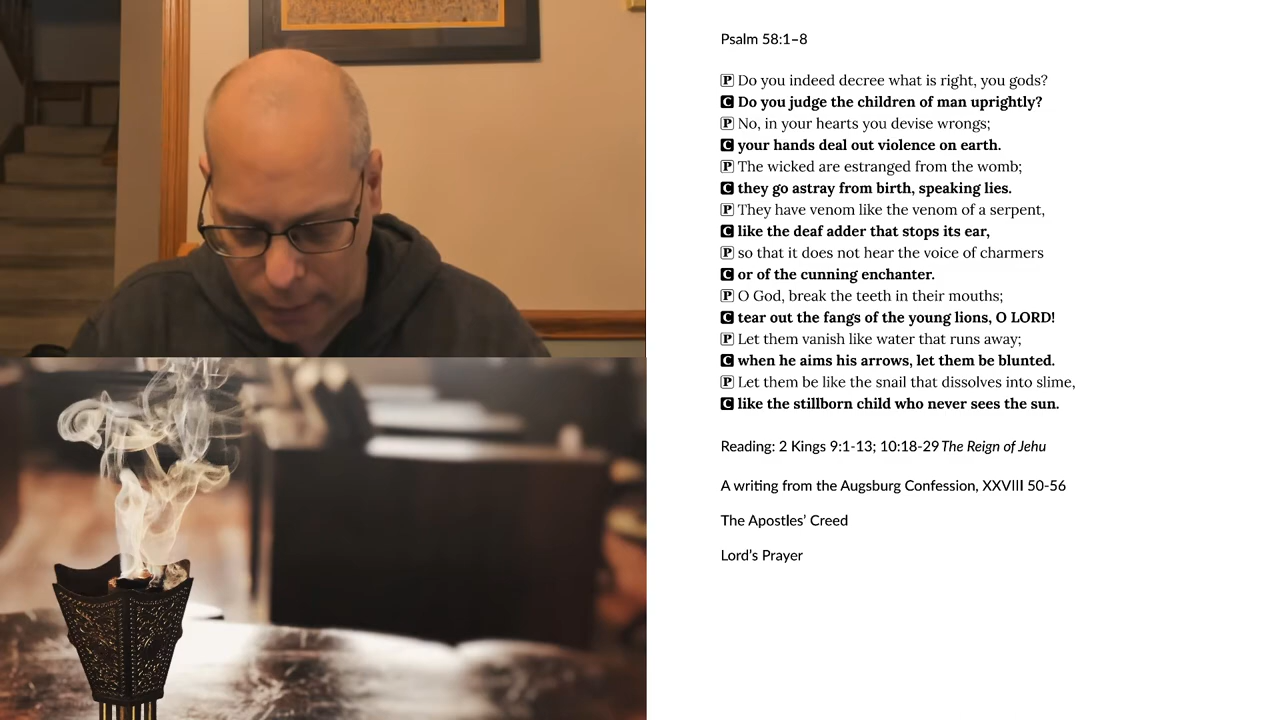 Psalm 58:1–8
P Do you indeed decree what is right, you gods?
C Do you judge the children of man uprightly?
P No, in your hearts you devise wrongs;
C your hands deal out violence on earth.
P The wicked are estranged from the womb;
C they go astray from birth, speaking lies.
P They have venom like the venom of a serpent,
C like the deaf adder that stops its ear,
P so that it does not hear the voice of charmers
C or of the cunning enchanter.
P O God, break the teeth in their mouths;
C tear out the fangs of the young lions, O LORD!
P Let them vanish like water that runs away;
C when he aims his arrows, let them be blunted.
P Let them be like the snail that dissolves into slime,
C like the stillborn child who never sees the sun.
Reading: 2 Kings 9:1-13; 10:18-29 The Reign of Jehu
A writing from the Augsburg Confession, XXVIII 50-56
The Apostles’ Creed
Lord’s Prayer